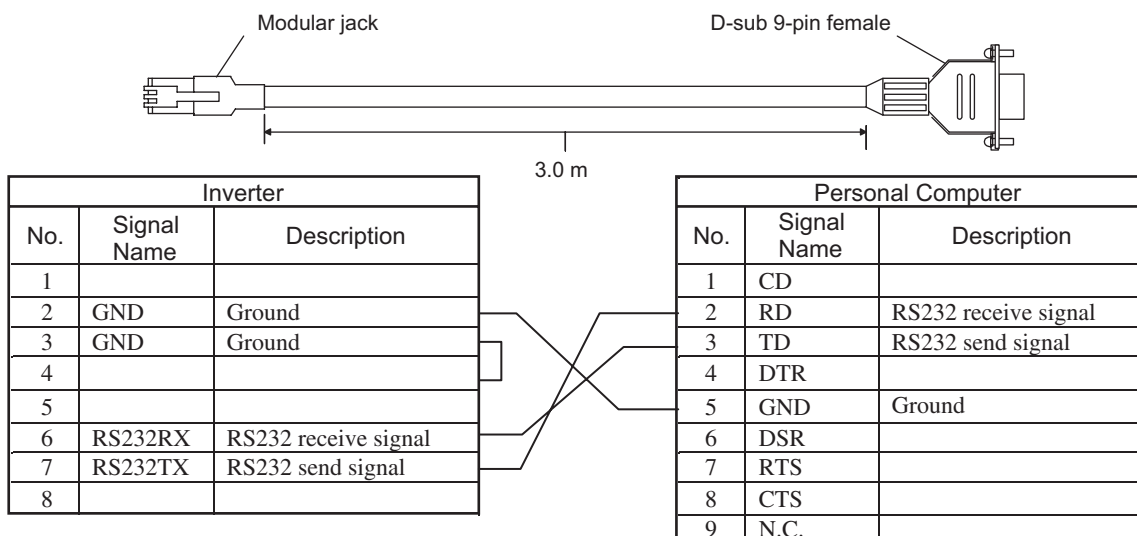 Modular jack
D-sub 9-pin female
3.0 m
Inverter
No. Signal Name Description
1
2 GND Ground
3 GND Ground
4
5
6 RS232RX RS232 receive signal
7 RS232TX RS232 send signal
8
Personal Computer
No. Signal Name Description
1 CD
2 RD RS232 receive signal
3 TD RS232 send signal
4 DTR
5 GND Ground
6 DSR
7 RTS
8 CTS
9 N.C.